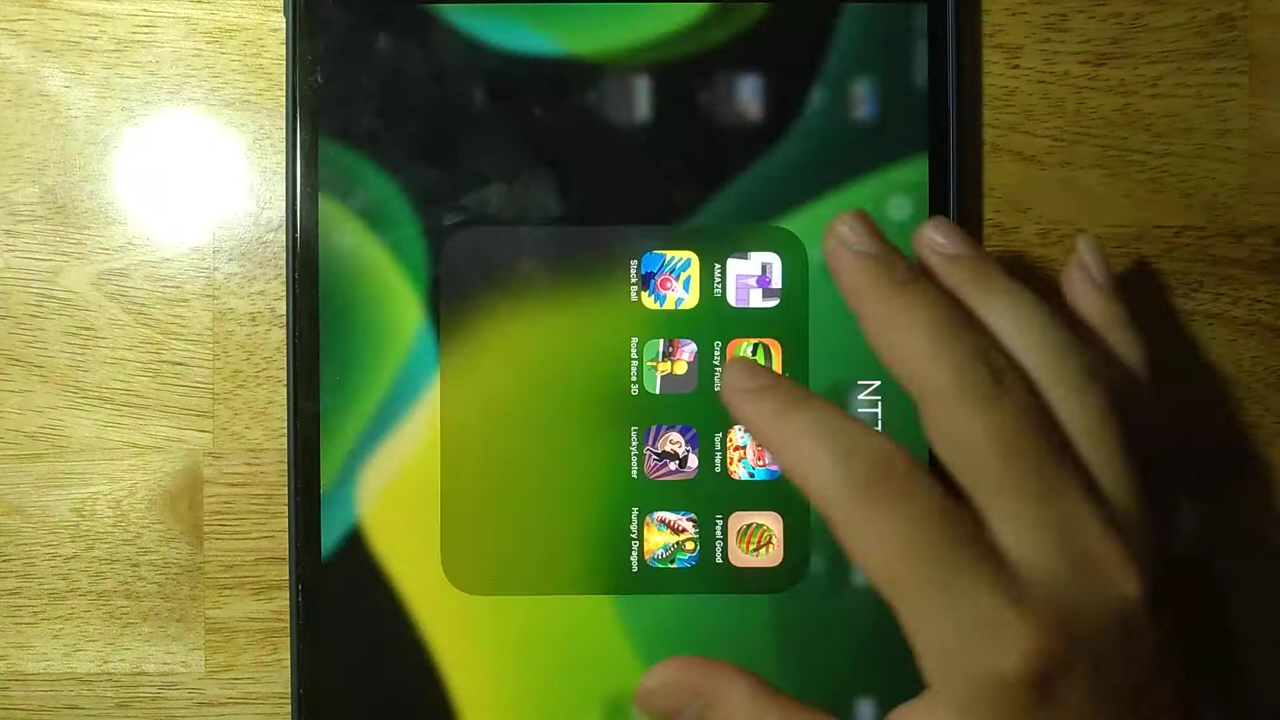 AMAZE!
Crazy Fruits
Tom Hero
I Peel Good
Stack Ball
Road Race 3D
LuckyLooter
Hungry Dragon